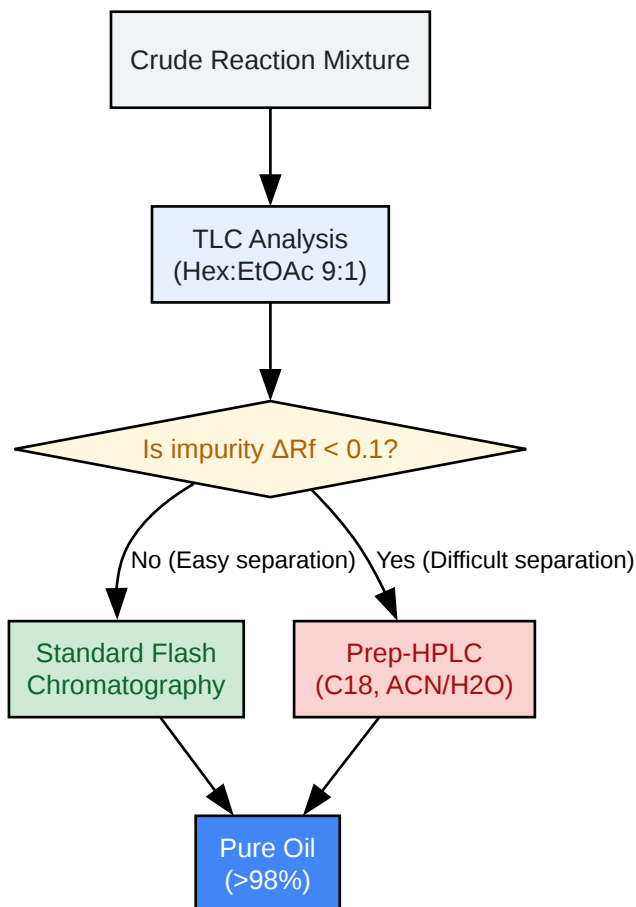 Crude Reaction Mixture
TLC Analysis
(Hex:EtOAc 9:1)
Is impurity ΔRf < 0.1?
No (Easy separation)
Yes (Difficult separation)
Standard Flash
Chromatography
Prep-HPLC
(C18, ACN/H2O)
Pure Oil
(>98%)